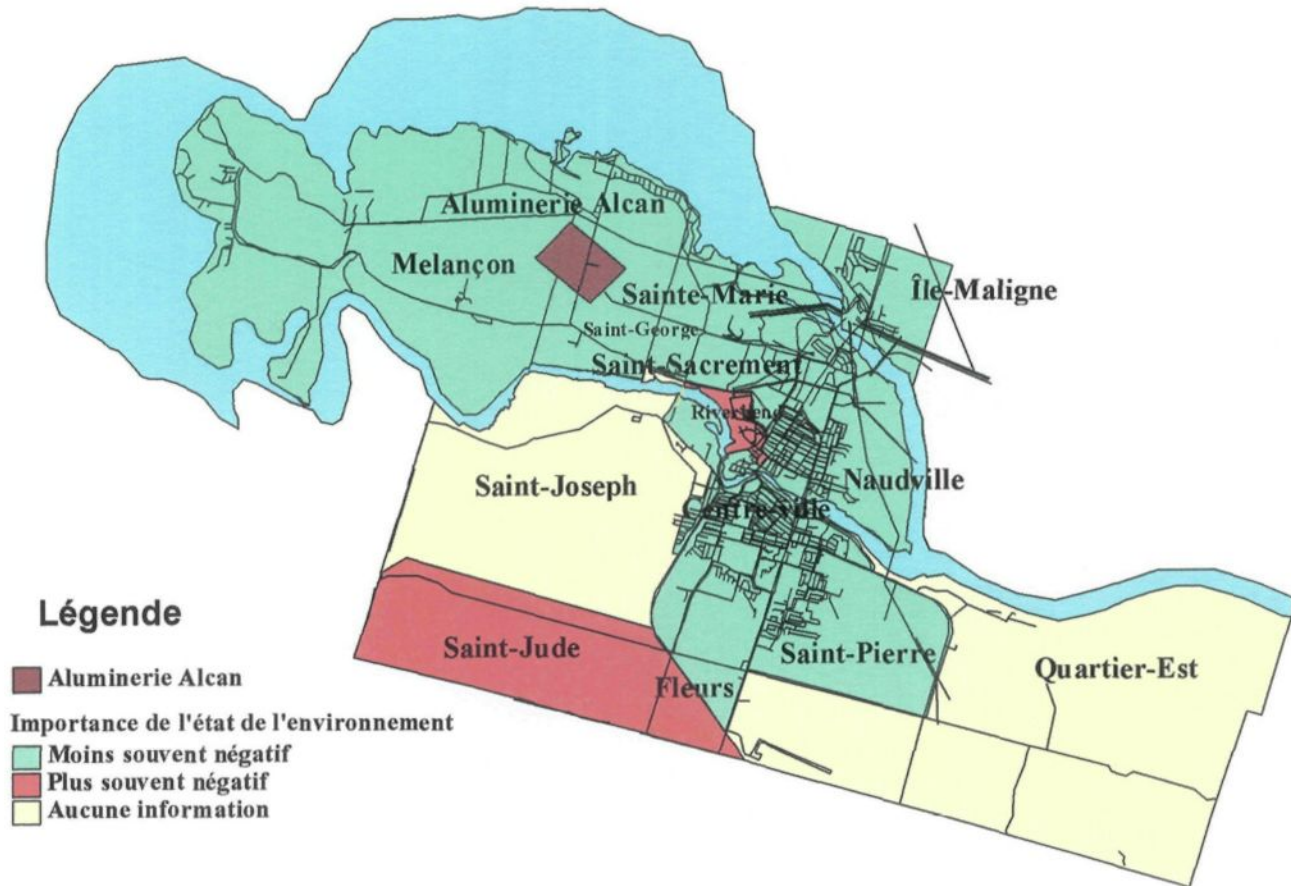 Aluminerie Alcan
Melançon
Île-Maligne
Sainte-Marie
Saint-George
Saint-Sacrement
Riverbend
Naudville
Saint-Joseph
Centre-ville
Saint-Jude
Saint-Pierre
Quartier-Est
Fleurs
Légende
Aluminerie Alcan
Importance de l'état de l'environnement
Moins souvent négatif
Plus souvent négatif
Aucune information